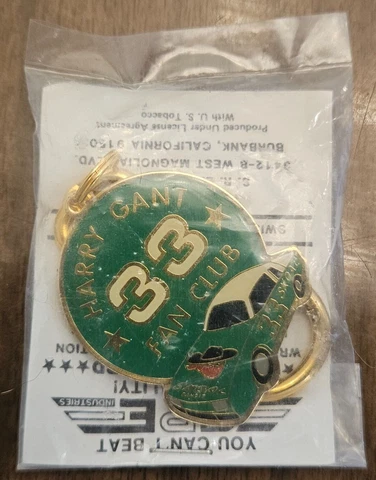 HARRY GANT
33
FAN CLUB
With U. S. Tobacco
Produced Under License Agreement
BURBANK, CALIFORNIA 9150
3412-8 WEST MAGNOLIA
YOU CAN'T BEAT
INDUSTRIES